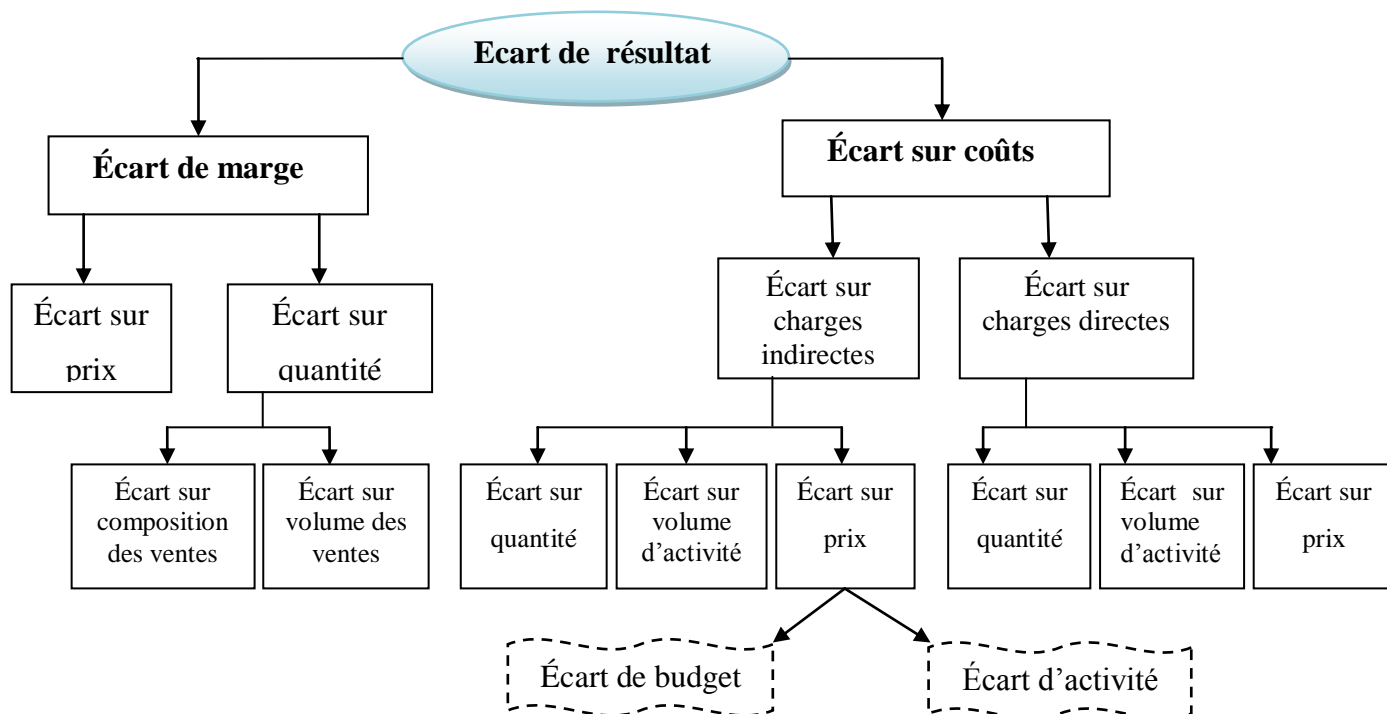 Ecart de résultat
Écart de marge
Écart sur coûts
Écart sur
prix
Écart sur
quantité
Écart sur
charges
indirectes
Écart sur
charges directes
Écart sur
composition
des ventes
Écart sur
volume des
ventes
Écart sur
quantité
Écart sur
volume
d’activité
Écart sur
prix
Écart sur
quantité
Écart sur
volume
d’activité
Écart sur
prix
Écart de budget
Écart d’activité